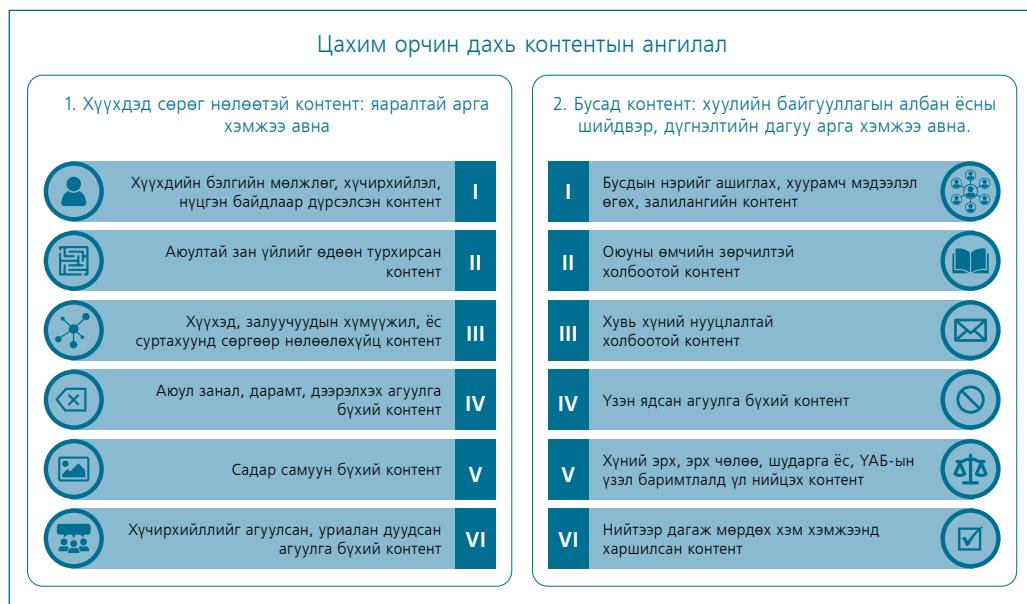 Цахим орчин дахь контентын ангилал
1. Хүүхдэд сөрөг нөлөөтэй контент: яаралтай арга
хэмжээ авна
Хүүхдийн бэлгийн мөлжлөг, хүчирхийлэл,
нүцгэн байдлаар дүрсэлсэн контент
I
Аюултай зан үйлийг өдөөн турхирсан
контент
II
Хүүхэд, залуучуудын хүмүүжил, ёс
суртахуунд сөргөөр нөлөөлөхүйц контент
III
Аюул занал, дарамт, дээрэлхэх агуулга
бүхий контент
IV
Садар самуун бүхий контент
V
Хүчирхийллийг агуулсан, уриалан дуудсан
агуулга бүхий контент
VI
2. Бусад контент: хуулийн байгууллагын албан ёсны
шийдвэр, дүгнэлтийн дагуу арга хэмжээ авна.
I
Бусдын нэрийг ашиглах, хуурамч мэдээлэл
өгөх, залилангийн контент
II
Оюуны өмчийн зөрчилтэй
холбоотой контент
III
Хувь хүний нууцлалтай
холбоотой контент
IV
Үзэн ядсан агуулга бүхий контент
V
Хүний эрх, эрх чөлөө, шударга ёс, ҮАБ-ын
үзэл баримтлалд үл нийцэх контент
VI
Нийтээр дагаж мөрдөх хэм хэмжээнд
харшилсан контент